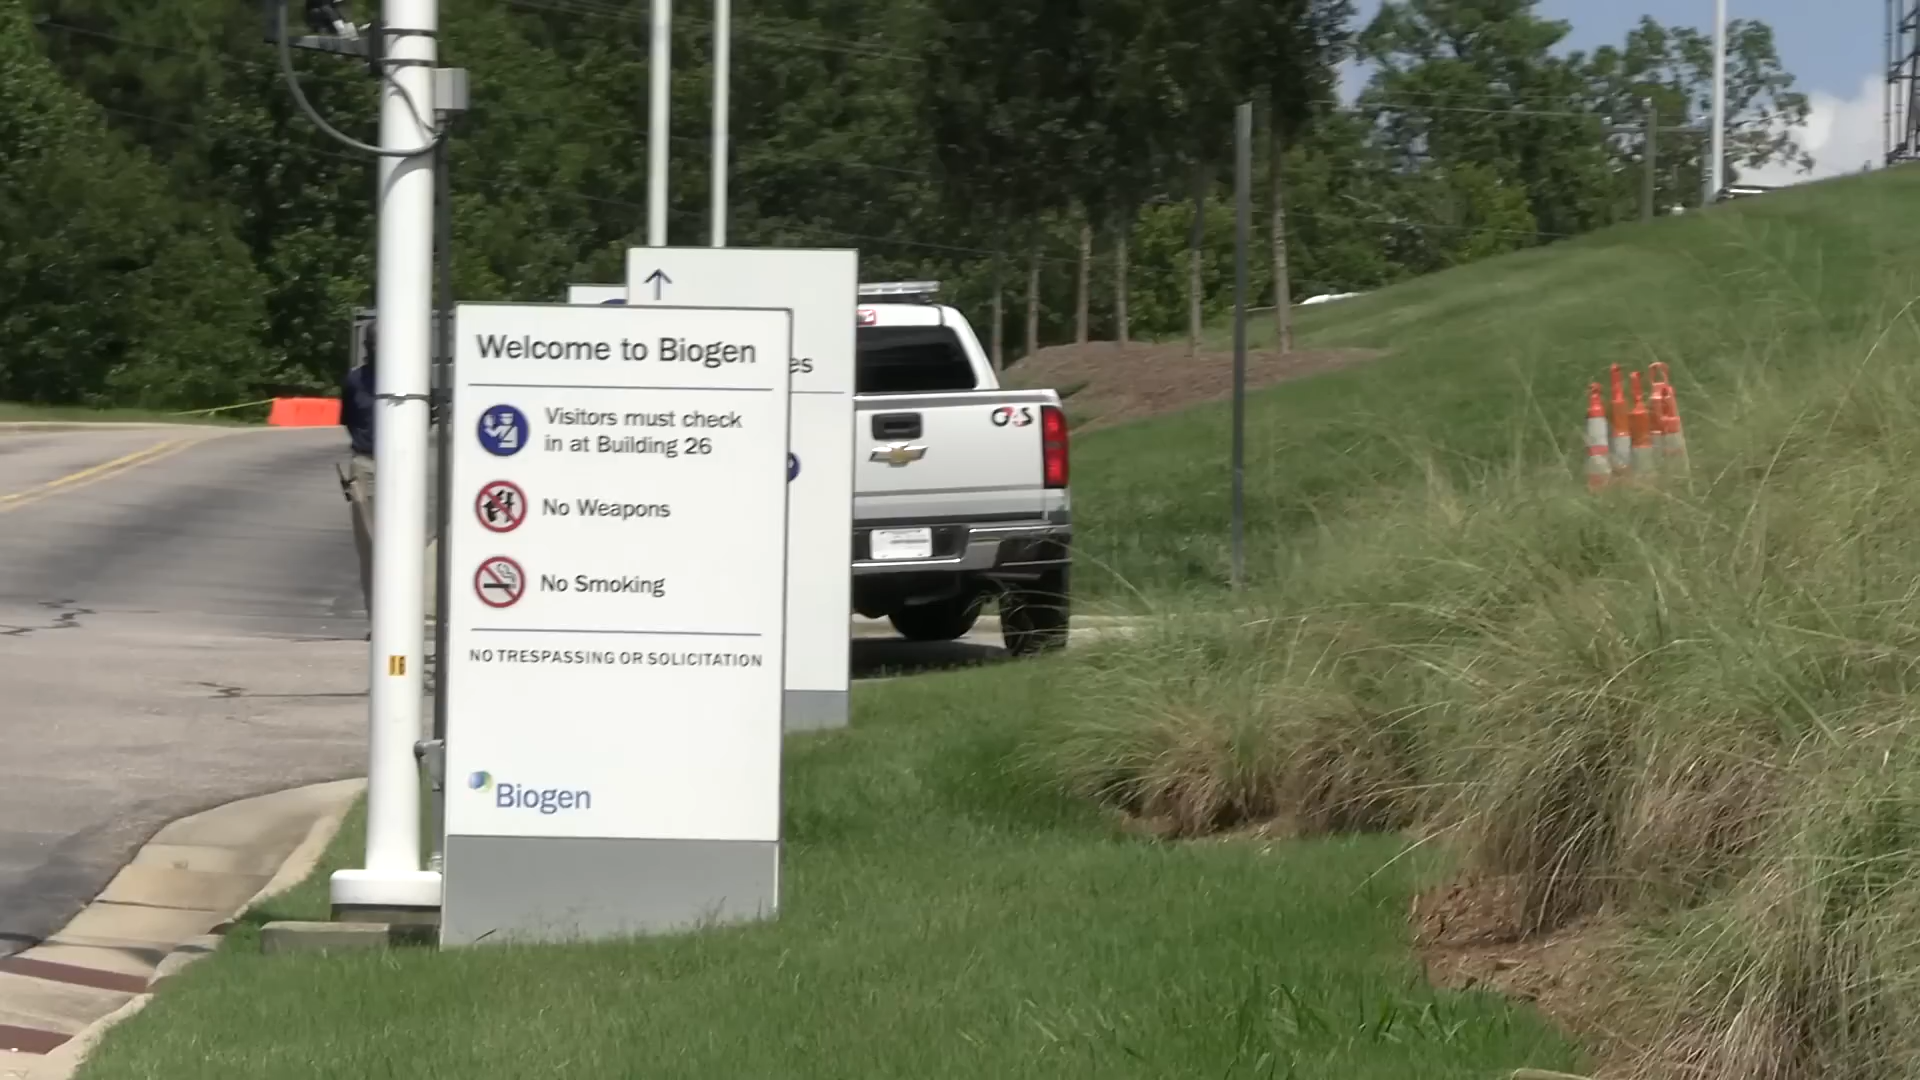 Welcome to Biogen
Visitors must check
in at Building 26
No Weapons
No Smoking
NO TRESPASSING OR SOLICITATION
Biogen
es
G4S
16